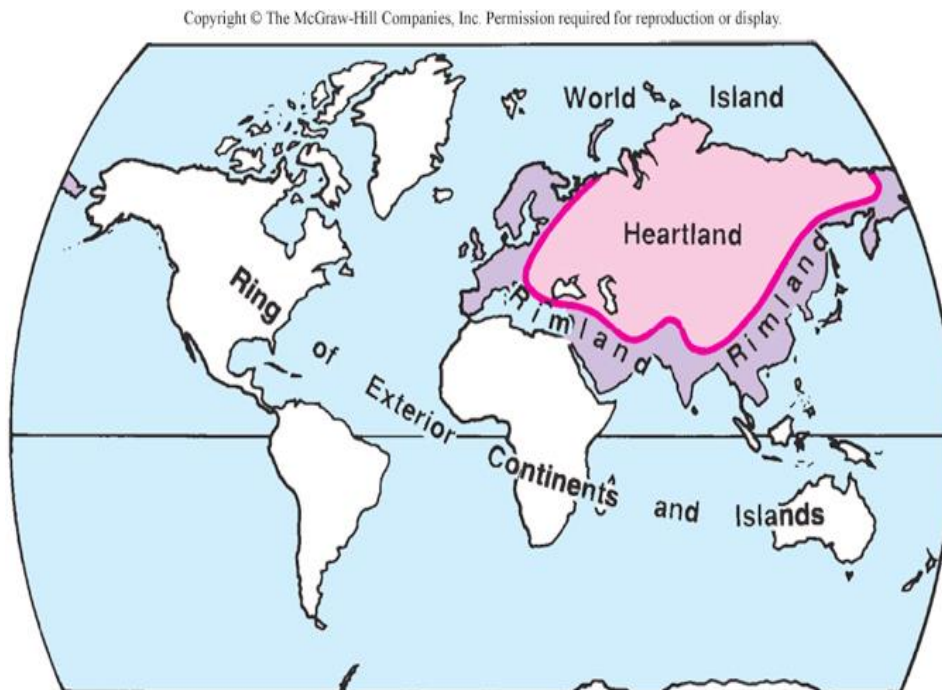 Copyright © The McGraw-Hill Companies, Inc. Permission required for reproduction or display.
World Island
Heartland
Rimland
Rimland
Ring of Exterior Continents and Islands